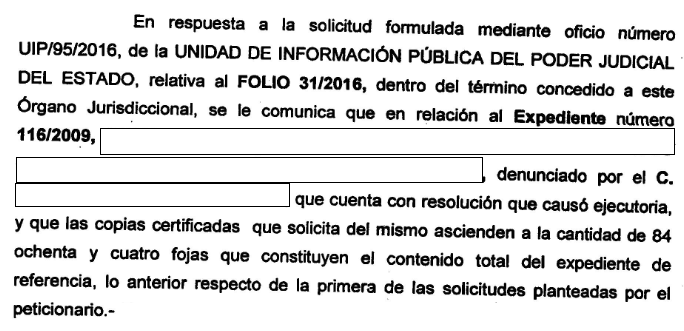 En respuesta a la solicitud formulada mediante oficio número
UIP/95/2016, de la UNIDAD DE INFORMACIÓN PÚBLICA DEL PODER JUDICIAL
DEL ESTADO, relativa al FOLIO 31/2016, dentro del término concedido a este
Órgano Jurisdiccional, se le comunica que en relación al Expediente número
116/2009,
, denunciado por el C.
que cuenta con resolución que causó ejecutoria,
y que las copias certificadas que solicita del mismo ascienden a la cantidad de 84
ochenta y cuatro fojas que constituyen el contenido total del expediente de
referencia, lo anterior respecto de la primera de las solicitudes planteadas por el
peticionario.-